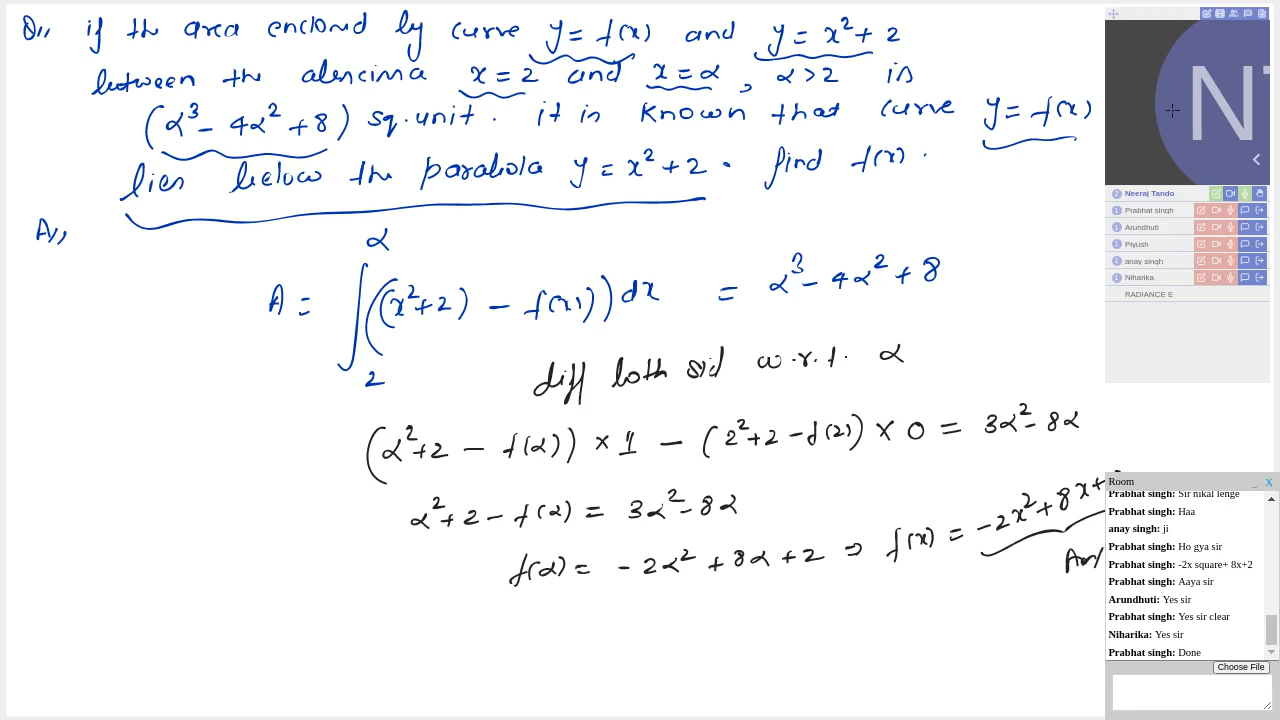 Q,, if the area enclosed by curve y = f(x) and y = x²+2
between the abscissa x = 2 and x = α, α>2 is
(α³ - 4α² + 8) sq.unit. it is known that curve y = f(x)
lies below the parabola y = x² + 2. find f(x).
A,,
α
A = ∫((x²+2) - f(x))dx = α³ - 4α² + 8
2
diff both sid w.r.t. α
(α²+2 - f(α)) × 1 - (2²+2 - f(2)) × 0 = 3α² - 8α
α²+2 - f(α) = 3α² - 8α
f(α) = - 2α² + 8α + 2 ⇒ f(x) = -2x² + 8x +
NT
Neeraj Tando
Prabhat singh
Arundhuti
Piyush
anay singh
Niharika
RADIANCE E
Room _ X
Prabhat singh: Sir nikal lenge
Prabhat singh: Haa
anay singh: ji
Prabhat singh: Ho gya sir
Prabhat singh: -2x square+ 8x+2
Prabhat singh: Aaya sir
Arundhuti: Yes sir
Prabhat singh: Yes sir clear
Niharika: Yes sir
Prabhat singh: Done
Choose File